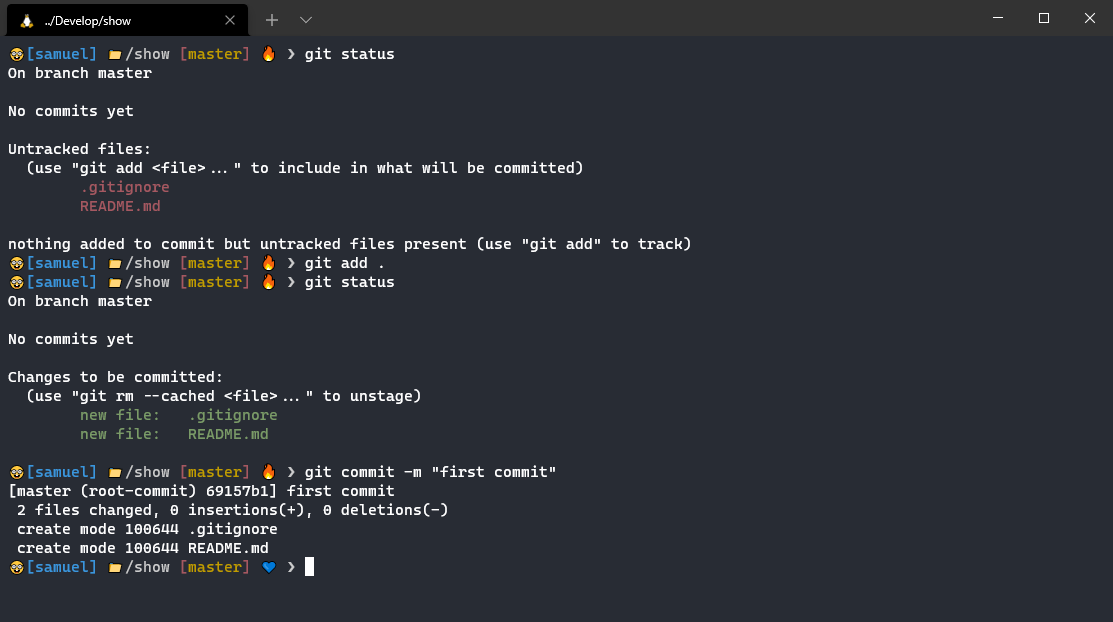 ../Develop/show
🤓[samuel] 📁/show [master] 🔥 ❯ git status
On branch master

No commits yet

Untracked files:
  (use "git add <file>..." to include in what will be committed)
        .gitignore
        README.md

nothing added to commit but untracked files present (use "git add" to track)
🤓[samuel] 📁/show [master] 🔥 ❯ git add .
🤓[samuel] 📁/show [master] 🔥 ❯ git status
On branch master

No commits yet

Changes to be committed:
  (use "git rm --cached <file>..." to unstage)
        new file:   .gitignore
        new file:   README.md

🤓[samuel] 📁/show [master] 🔥 ❯ git commit -m "first commit"
[master (root-commit) 69157b1] first commit
 2 files changed, 0 insertions(+), 0 deletions(-)
 create mode 100644 .gitignore
 create mode 100644 README.md
🤓[samuel] 📁/show [master] 💙 ❯